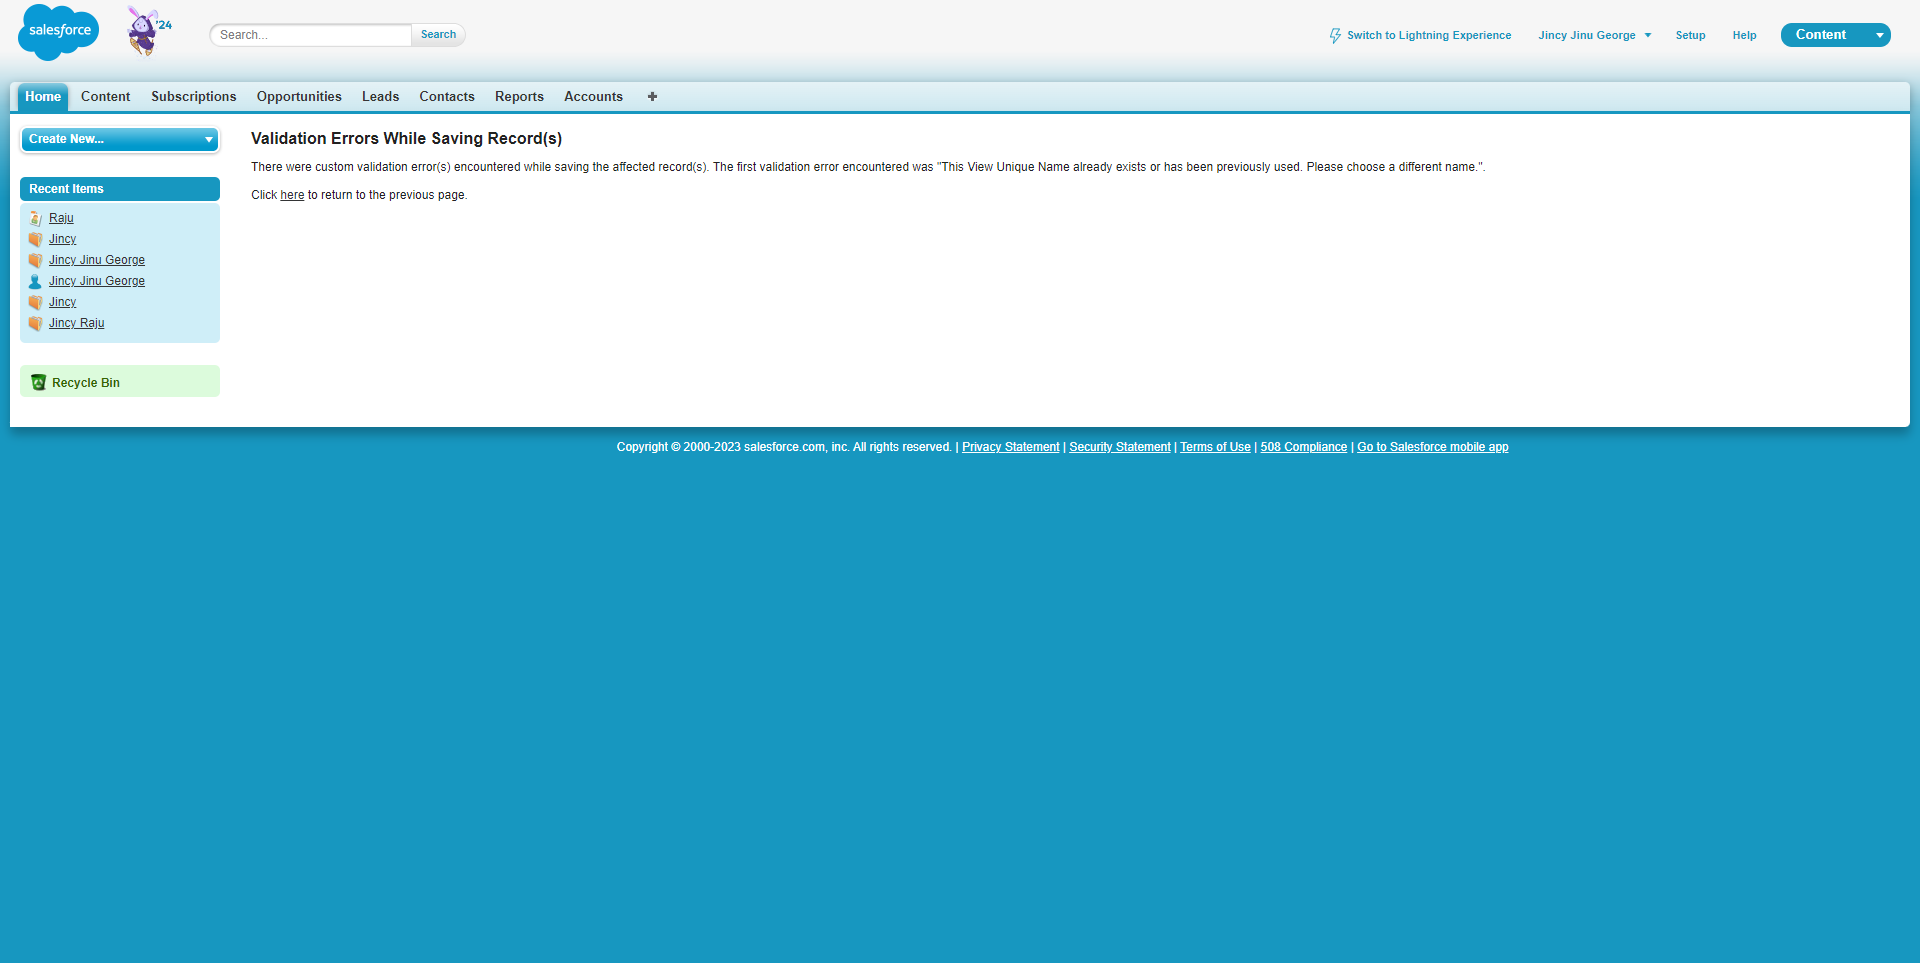 salesforce
'24
Search...
Search
Switch to Lightning Experience
Jincy Jinu George
Setup
Help
Content
Home
Content
Subscriptions
Opportunities
Leads
Contacts
Reports
Accounts
+
Create New...
Recent Items
Raju
Jincy
Jincy Jinu George
Jincy Jinu George
Jincy
Jincy Raju
Recycle Bin
Validation Errors While Saving Record(s)
There were custom validation error(s) encountered while saving the affected record(s). The first validation error encountered was "This View Unique Name already exists or has been previously used. Please choose a different name.".
Click here to return to the previous page.
Copyright © 2000-2023 salesforce.com, inc. All rights reserved. | Privacy Statement | Security Statement | Terms of Use | 508 Compliance | Go to Salesforce mobile app